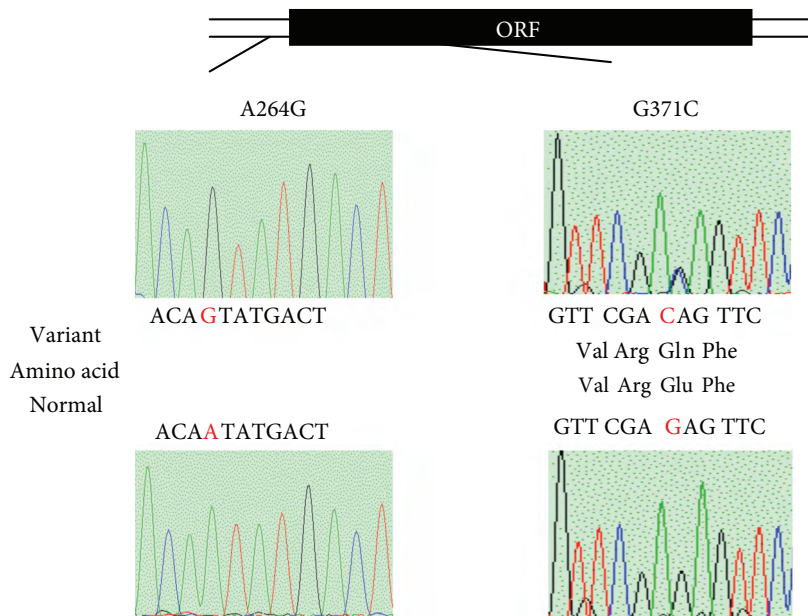 ORF
A264G
G371C
ACAGTATGACT
GTT CGA CAG TTC
Variant
Val Arg Gln Phe
Amino acid
Val Arg Glu Phe
Normal
ACAATATGACT
GTT CGA GAG TTC